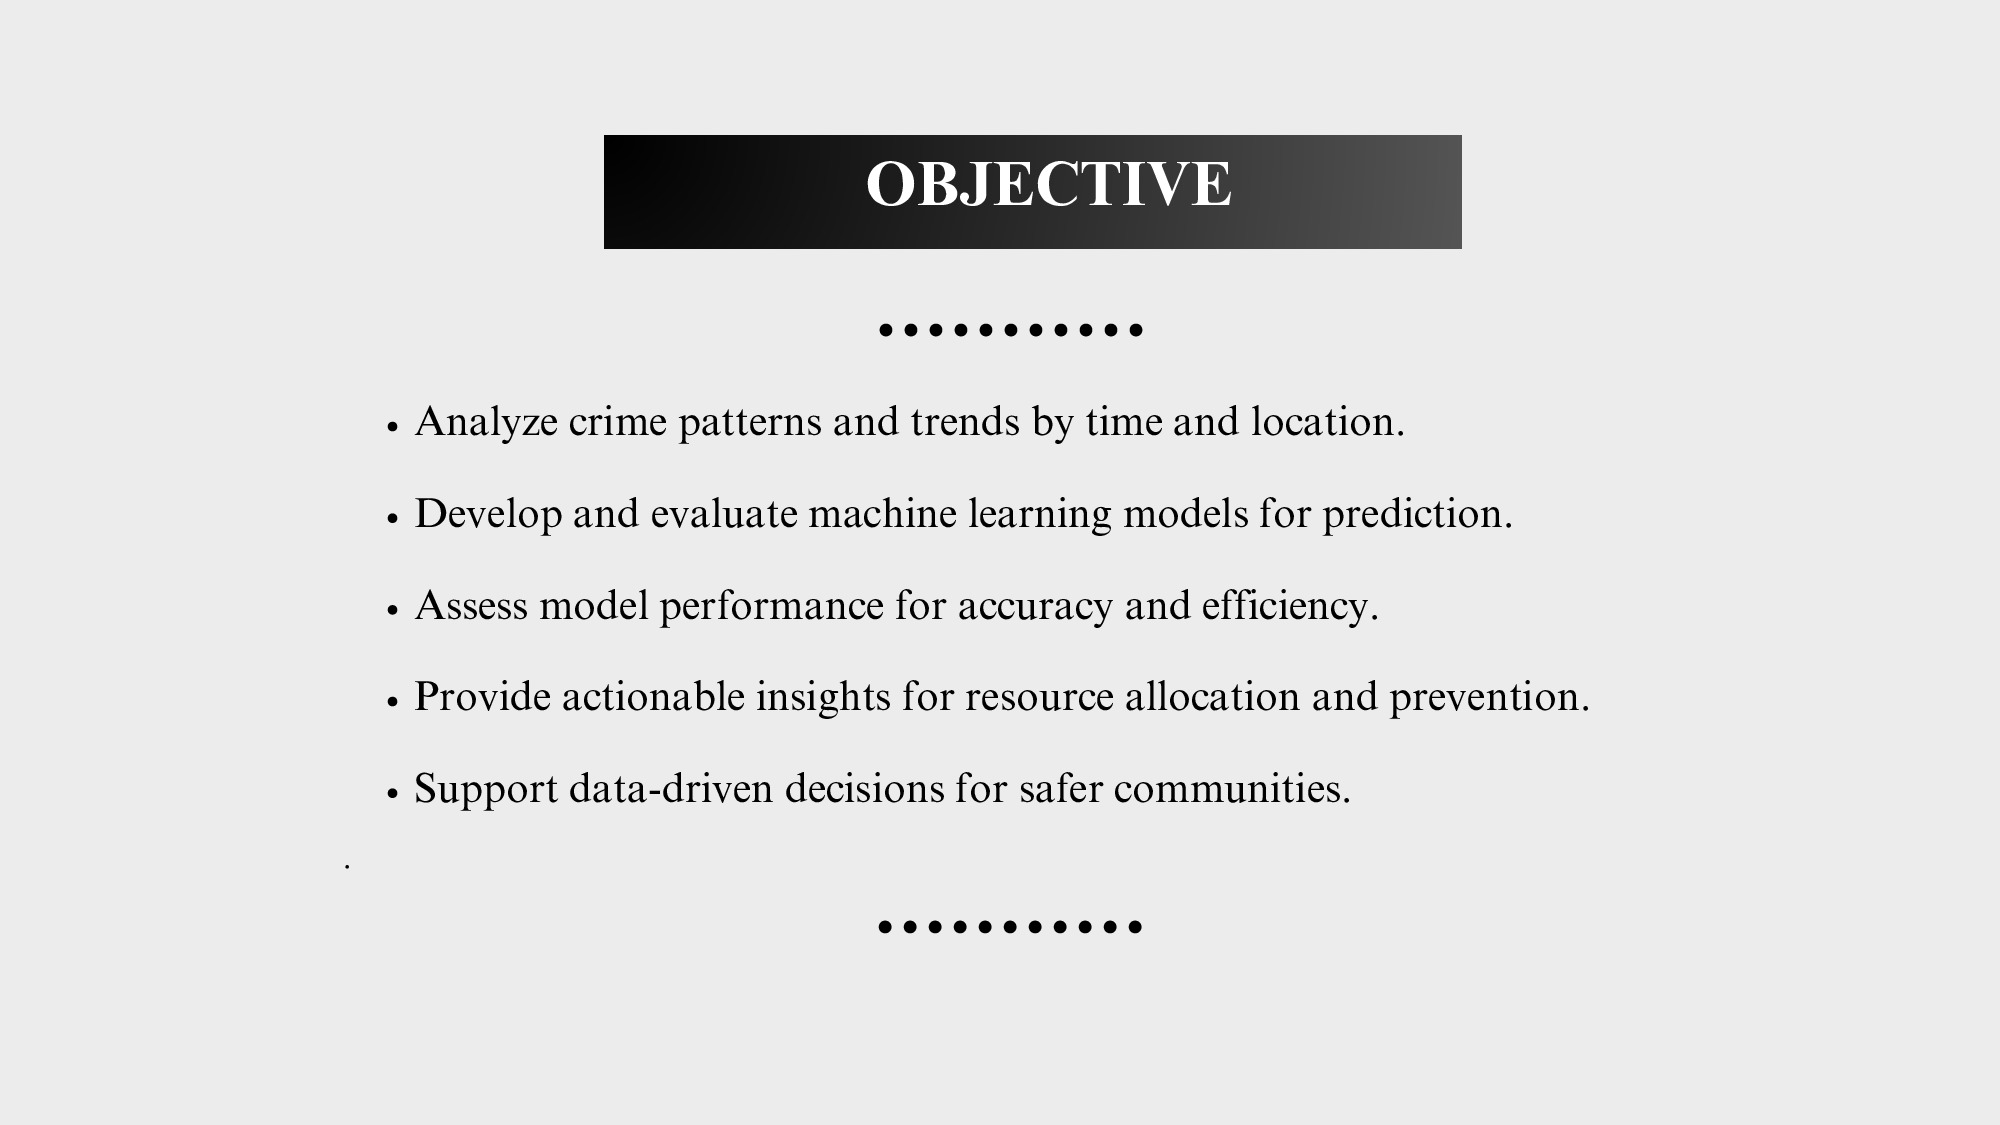 OBJECTIVE
• Analyze crime patterns and trends by time and location.
• Develop and evaluate machine learning models for prediction.
• Assess model performance for accuracy and efficiency.
• Provide actionable insights for resource allocation and prevention.
• Support data-driven decisions for safer communities.
.